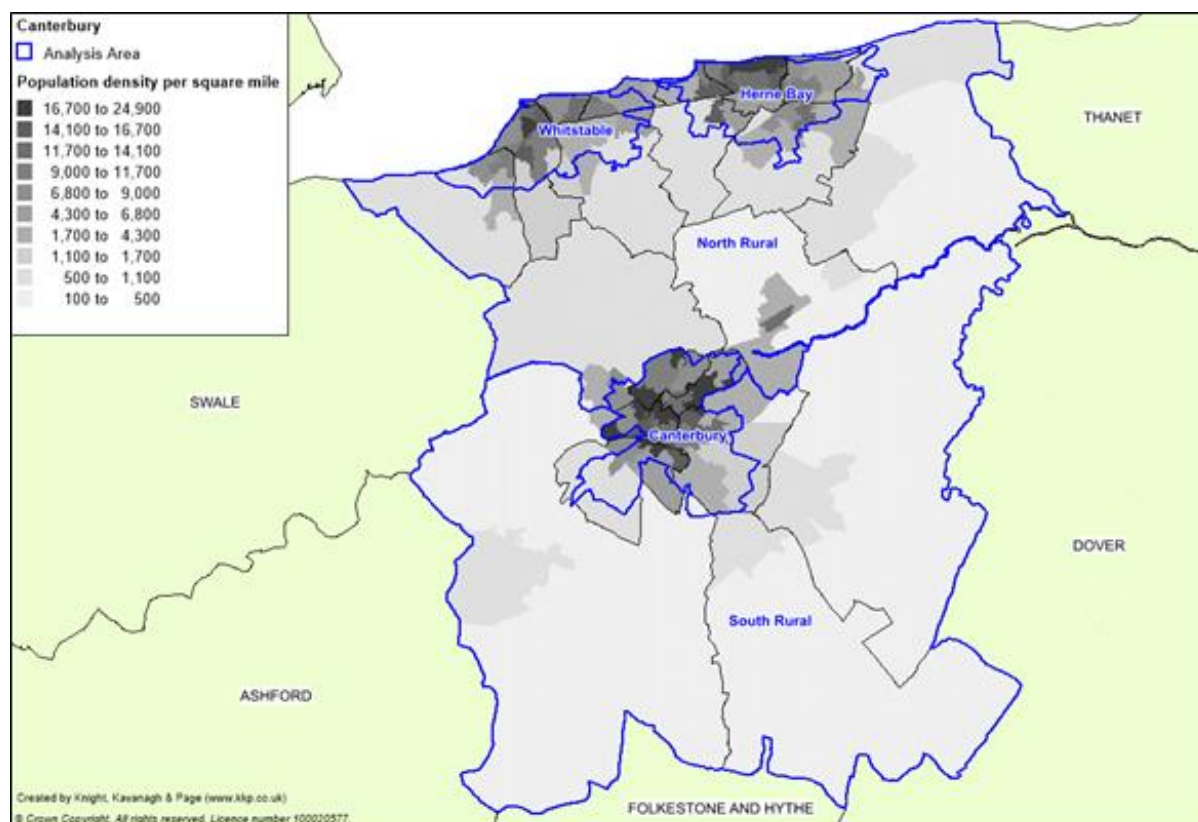 Canterbury
Analysis Area
Population density per square mile
16,700 to 24,900
14,100 to 16,700
11,700 to 14,100
9,000 to 11,700
6,800 to 9,000
4,300 to 6,800
1,700 to 4,300
1,100 to 1,700
500 to 1,100
100 to 500
Herne Bay
Whitstable
THANET
North Rural
SWALE
Canterbury
DOVER
South Rural
ASHFORD
FOLKESTONE AND HYTHE
Created by Knight, Kavanagh & Page (www.kkp.co.uk)
© Crown Copyright. All rights reserved. Licence number 100020577.